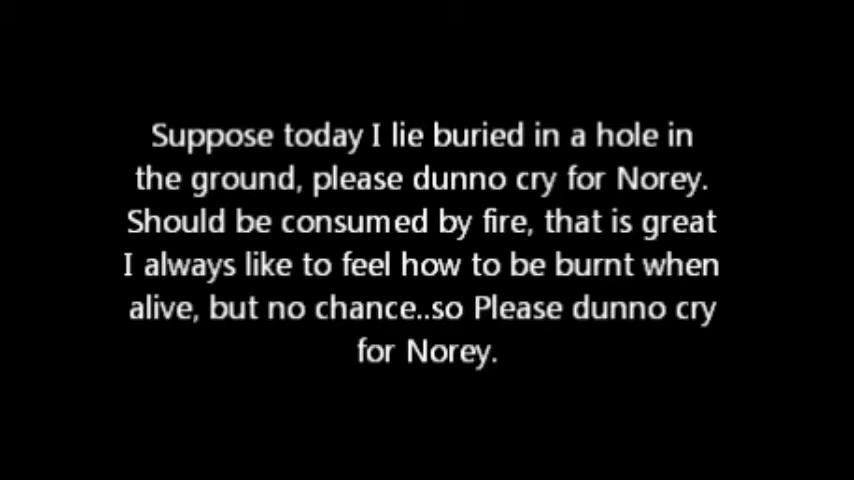 Suppose today I lie buried in a hole in
the ground, please dunno cry for Norey.
Should be consumed by fire, that is great
I always like to feel how to be burnt when
alive, but no chance..so Please dunno cry
for Norey.